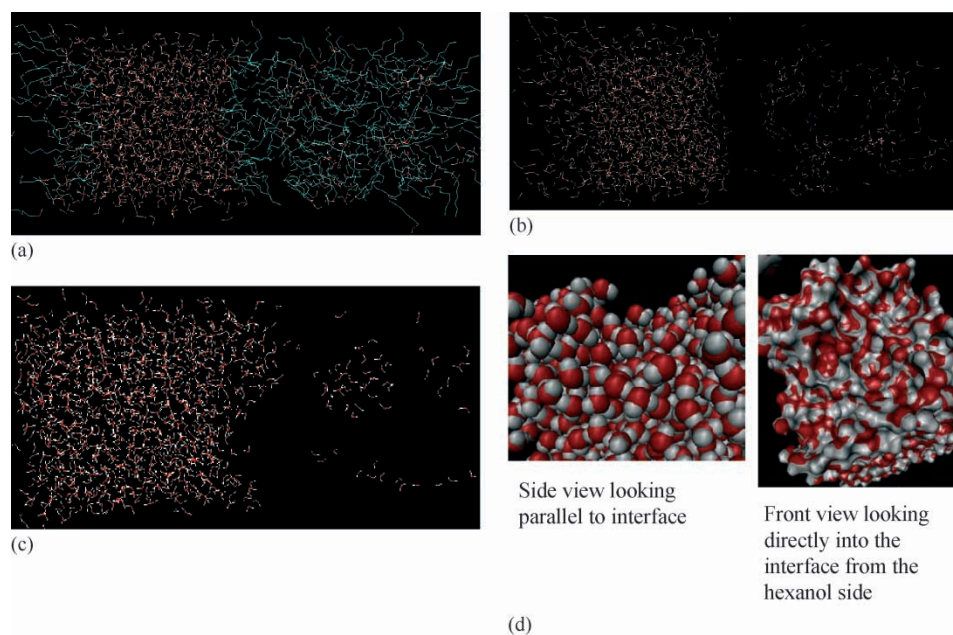 (a)
(b)
(c)
Side view looking
parallel to interface
Front view looking
directly into the
interface from the
hexanol side
(d)